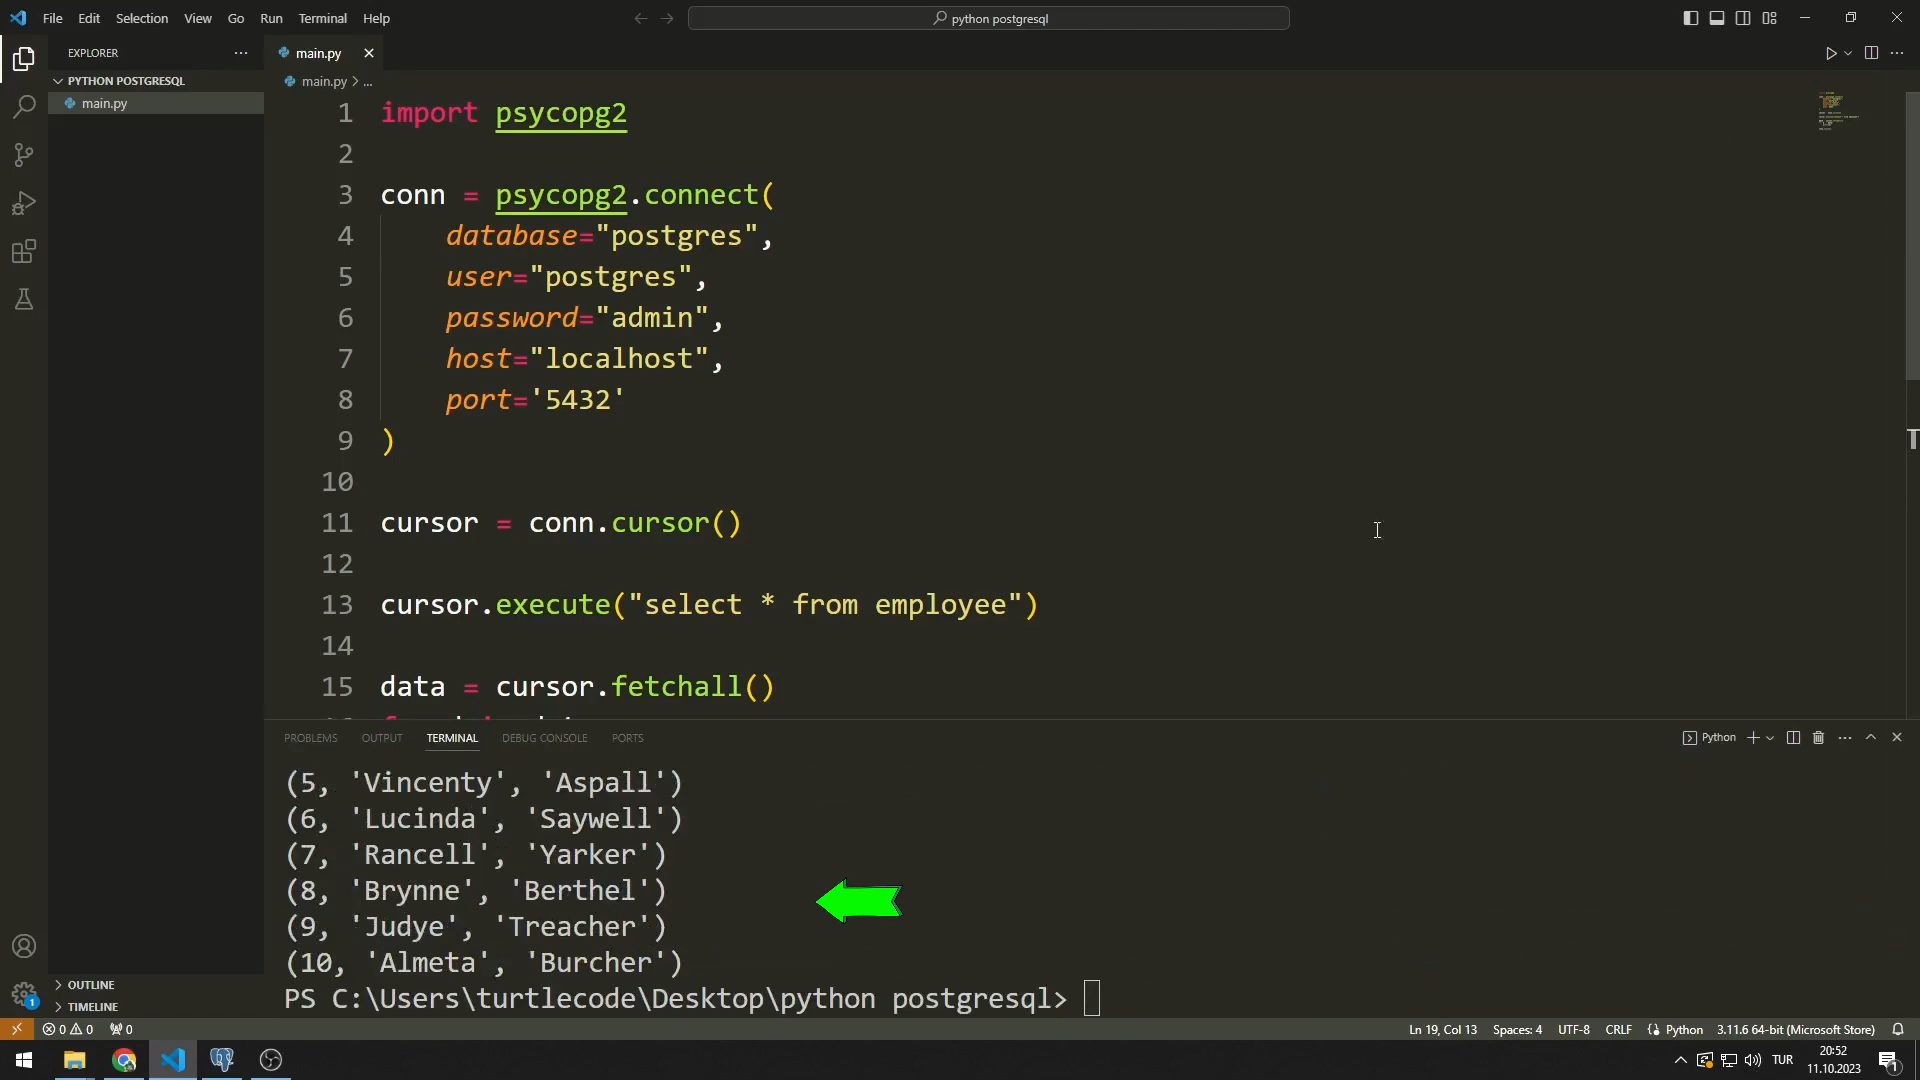 File Edit Selection View Go Run Terminal Help
python postgresql
EXPLORER
PYTHON POSTGRESQL
main.py
main.py
main.py > ...
1 import psycopg2
2
3 conn = psycopg2.connect(
4     database="postgres",
5     user="postgres",
6     password="admin",
7     host="localhost",
8     port='5432'
9 )
10
11 cursor = conn.cursor()
12
13 cursor.execute("select * from employee")
14
15 data = cursor.fetchall()
PROBLEMS OUTPUT TERMINAL DEBUG CONSOLE PORTS
Python
(5, 'Vincenty', 'Aspall')
(6, 'Lucinda', 'Saywell')
(7, 'Rancell', 'Yarker')
(8, 'Brynne', 'Berthel')
(9, 'Judye', 'Treacher')
(10, 'Almeta', 'Burcher')
PS C:\Users\turtlecode\Desktop\python postgresql>
OUTLINE
TIMELINE
1
0 0 0
Ln 19, Col 13 Spaces: 4 UTF-8 CRLF Python 3.11.6 64-bit (Microsoft Store)
TUR
20:52
11.10.2023
1